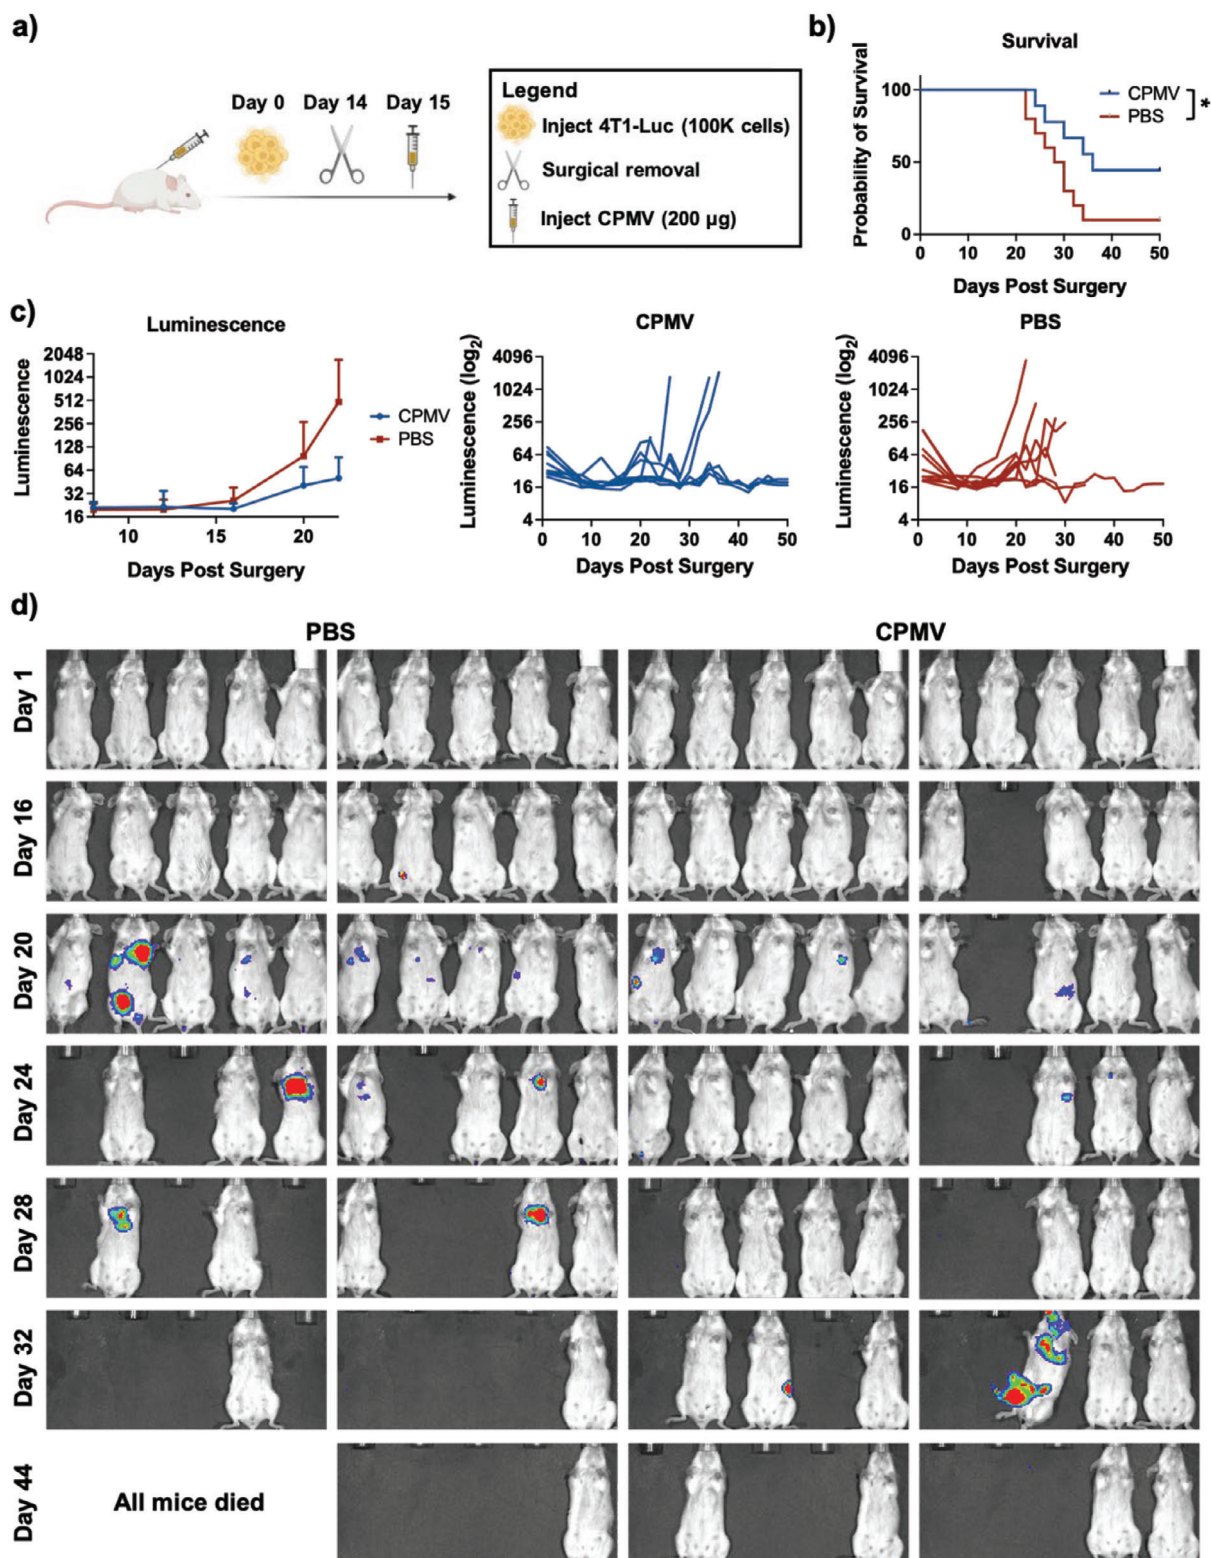 a)
Day 0 Day 14 Day 15
Legend
Inject 4T1-Luc (100K cells)
Surgical removal
Inject CPMV (200 µg)
b)
Survival
Probability of Survival
100
50
0
0 10 20 30 40 50
Days Post Surgery
CPMV
PBS
*
c)
Luminescence
Luminescence
2048
1024
512
256
128
64
32
16
10 15 20
Days Post Surgery
CPMV
PBS
CPMV
Luminescence (log2)
4096
1024
256
64
16
4
0 10 20 30 40 50
Days Post Surgery
PBS
Luminescence (log2)
4096
1024
256
64
16
4
0 10 20 30 40 50
Days Post Surgery
d)
PBS CPMV
Day 1
Day 16
Day 20
Day 24
Day 28
Day 32
Day 44
All mice died